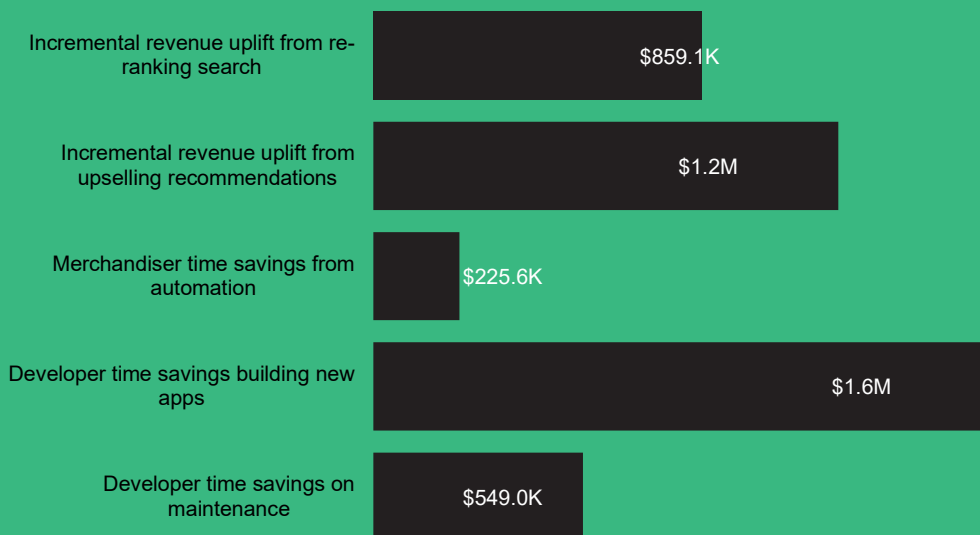 Incremental revenue uplift from re-
ranking search
$859.1K
Incremental revenue uplift from
upselling recommendations
$1.2M
Merchandiser time savings from
automation
$225.6K
Developer time savings building new
apps
$1.6M
Developer time savings on
maintenance
$549.0K